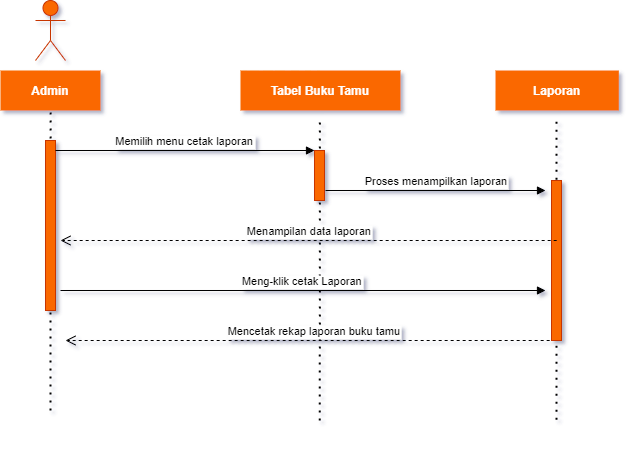 Admin
Tabel Buku Tamu
Laporan
Memilih menu cetak laporan
Proses menampilkan laporan
Menampilan data laporan
Meng-klik cetak Laporan
Mencetak rekap laporan buku tamu